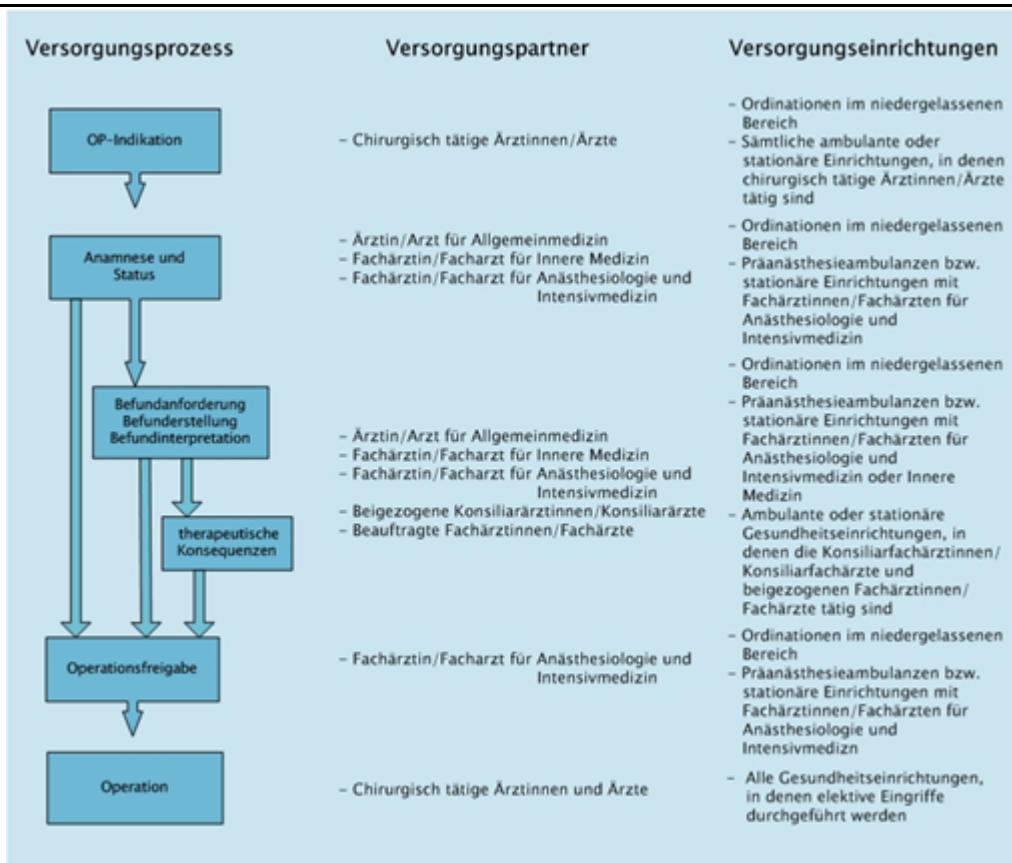 Versorgungsprozess
Versorgungspartner
Versorgungseinrichtungen
OP-Indikation
– Chirurgisch tätige Ärztinnen/Ärzte
– Ordinationen im niedergelassenen
Bereich
– Sämtliche ambulante oder
stationäre Einrichtungen, in denen
chirurgisch tätige Ärztinnen/Ärzte
tätig sind
Anamnese und
Status
– Ärztin/Arzt für Allgemeinmedizin
– Fachärztin/Facharzt für Innere Medizin
– Fachärztin/Facharzt für Anästhesiologie und
Intensivmedizin
– Ordinationen im niedergelassenen
Bereich
– Präanästhesieambulanzen bzw.
stationäre Einrichtungen mit
Fachärztinnen/Fachärzten für
Anästhesiologie und
Intensivmedizin
Befundanforderung
Befunderstellung
Befundinterpretation
therapeutische
Konsequenzen
– Ärztin/Arzt für Allgemeinmedizin
– Fachärztin/Facharzt für Innere Medizin
– Fachärztin/Facharzt für Anästhesiologie und
Intensivmedizin
– Beigezogene Konsiliarärztinnen/Konsiliarärzte
– Beauftragte Fachärztinnen/Fachärzte
– Ordinationen im niedergelassenen
Bereich
– Präanästhesieambulanzen bzw.
stationäre Einrichtungen mit
Fachärztinnen/Fachärzten für
Anästhesiologie und
Intensivmedizin oder Innere
Medizin
– Ambulante oder stationäre
Gesundheitseinrichtungen, in
denen die Konsiliarfachärztinnen/
Konsiliarfachärzte und
beigezogenen Fachärztinnen/
Fachärzte tätig sind
Operationsfreigabe
– Fachärztin/Facharzt für Anästhesiologie und
Intensivmedizin
– Ordinationen im niedergelassenen
Bereich
– Präanästhesieambulanzen bzw.
stationäre Einrichtungen mit
Fachärztinnen/Fachärzten für
Anästhesiologie und
Intensivmedizn
Operation
– Chirurgisch tätige Ärztinnen und Ärzte
– Alle Gesundheitseinrichtungen,
in denen elektive Eingriffe
durchgeführt werden